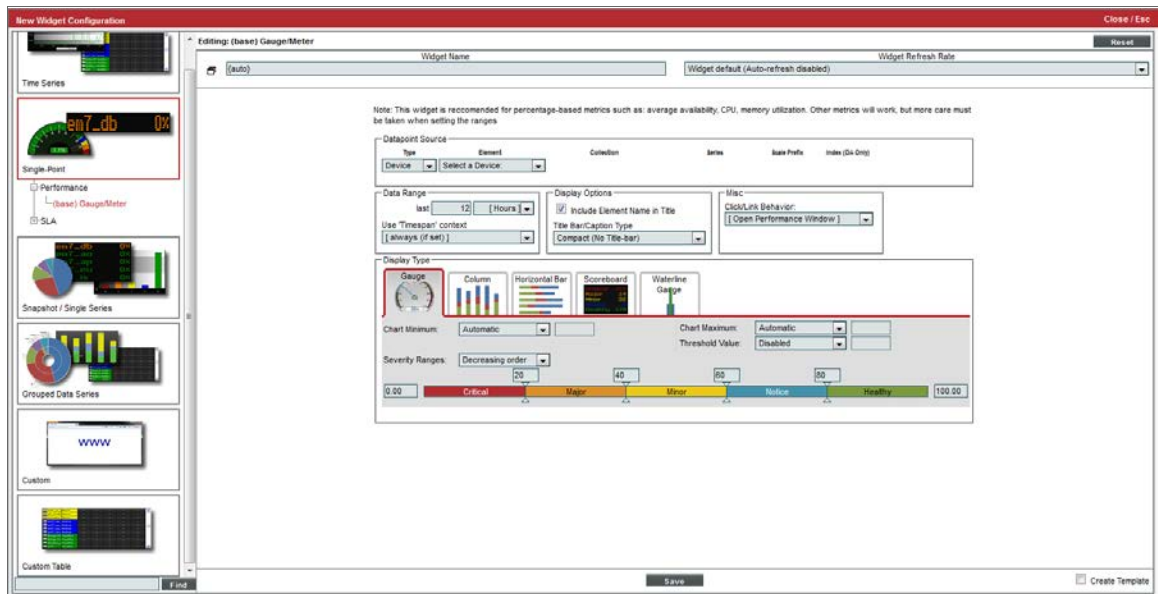 New Widget Configuration
Close / Esc
Time Series
em7_db 0%
Single-Point
Performance
(base) Gauge/Meter
SLA
Snapshot / Single Series
Grouped Data Series
WWW
Custom
Custom Table
Find
Editing: (base) Gauge/Meter
Reset
Widget Name
Widget Refresh Rate
{auto}
Widget default (Auto-refresh disabled)
Note: This widget is reccomended for percentage-based metrics such as: average availability, CPU, memory utilization. Other metrics will work, but more care must
be taken when setting the ranges
Datapoint Source
Type Element Collection Series Scale Prefix Index (DA Only)
Device Select a Device:
Data Range
last 12 [ Hours ]
Use 'Timespan' context
[ always (if set) ]
Display Options
Include Element Name in Title
Title Bar/Caption Type
Compact (No Title-bar)
Misc
Click/Link Behavior:
[ Open Performance Window ]
Display Type
Gauge Column Horizontal Bar Scoreboard Waterline
Gauge
Chart Minimum: Automatic
Chart Maximum: Automatic
Threshold Value: Disabled
Severity Ranges: Decreasing order
20 40 60 80
0.00 Critical Major Minor Notice Healthy 100.00
Save
Create Template